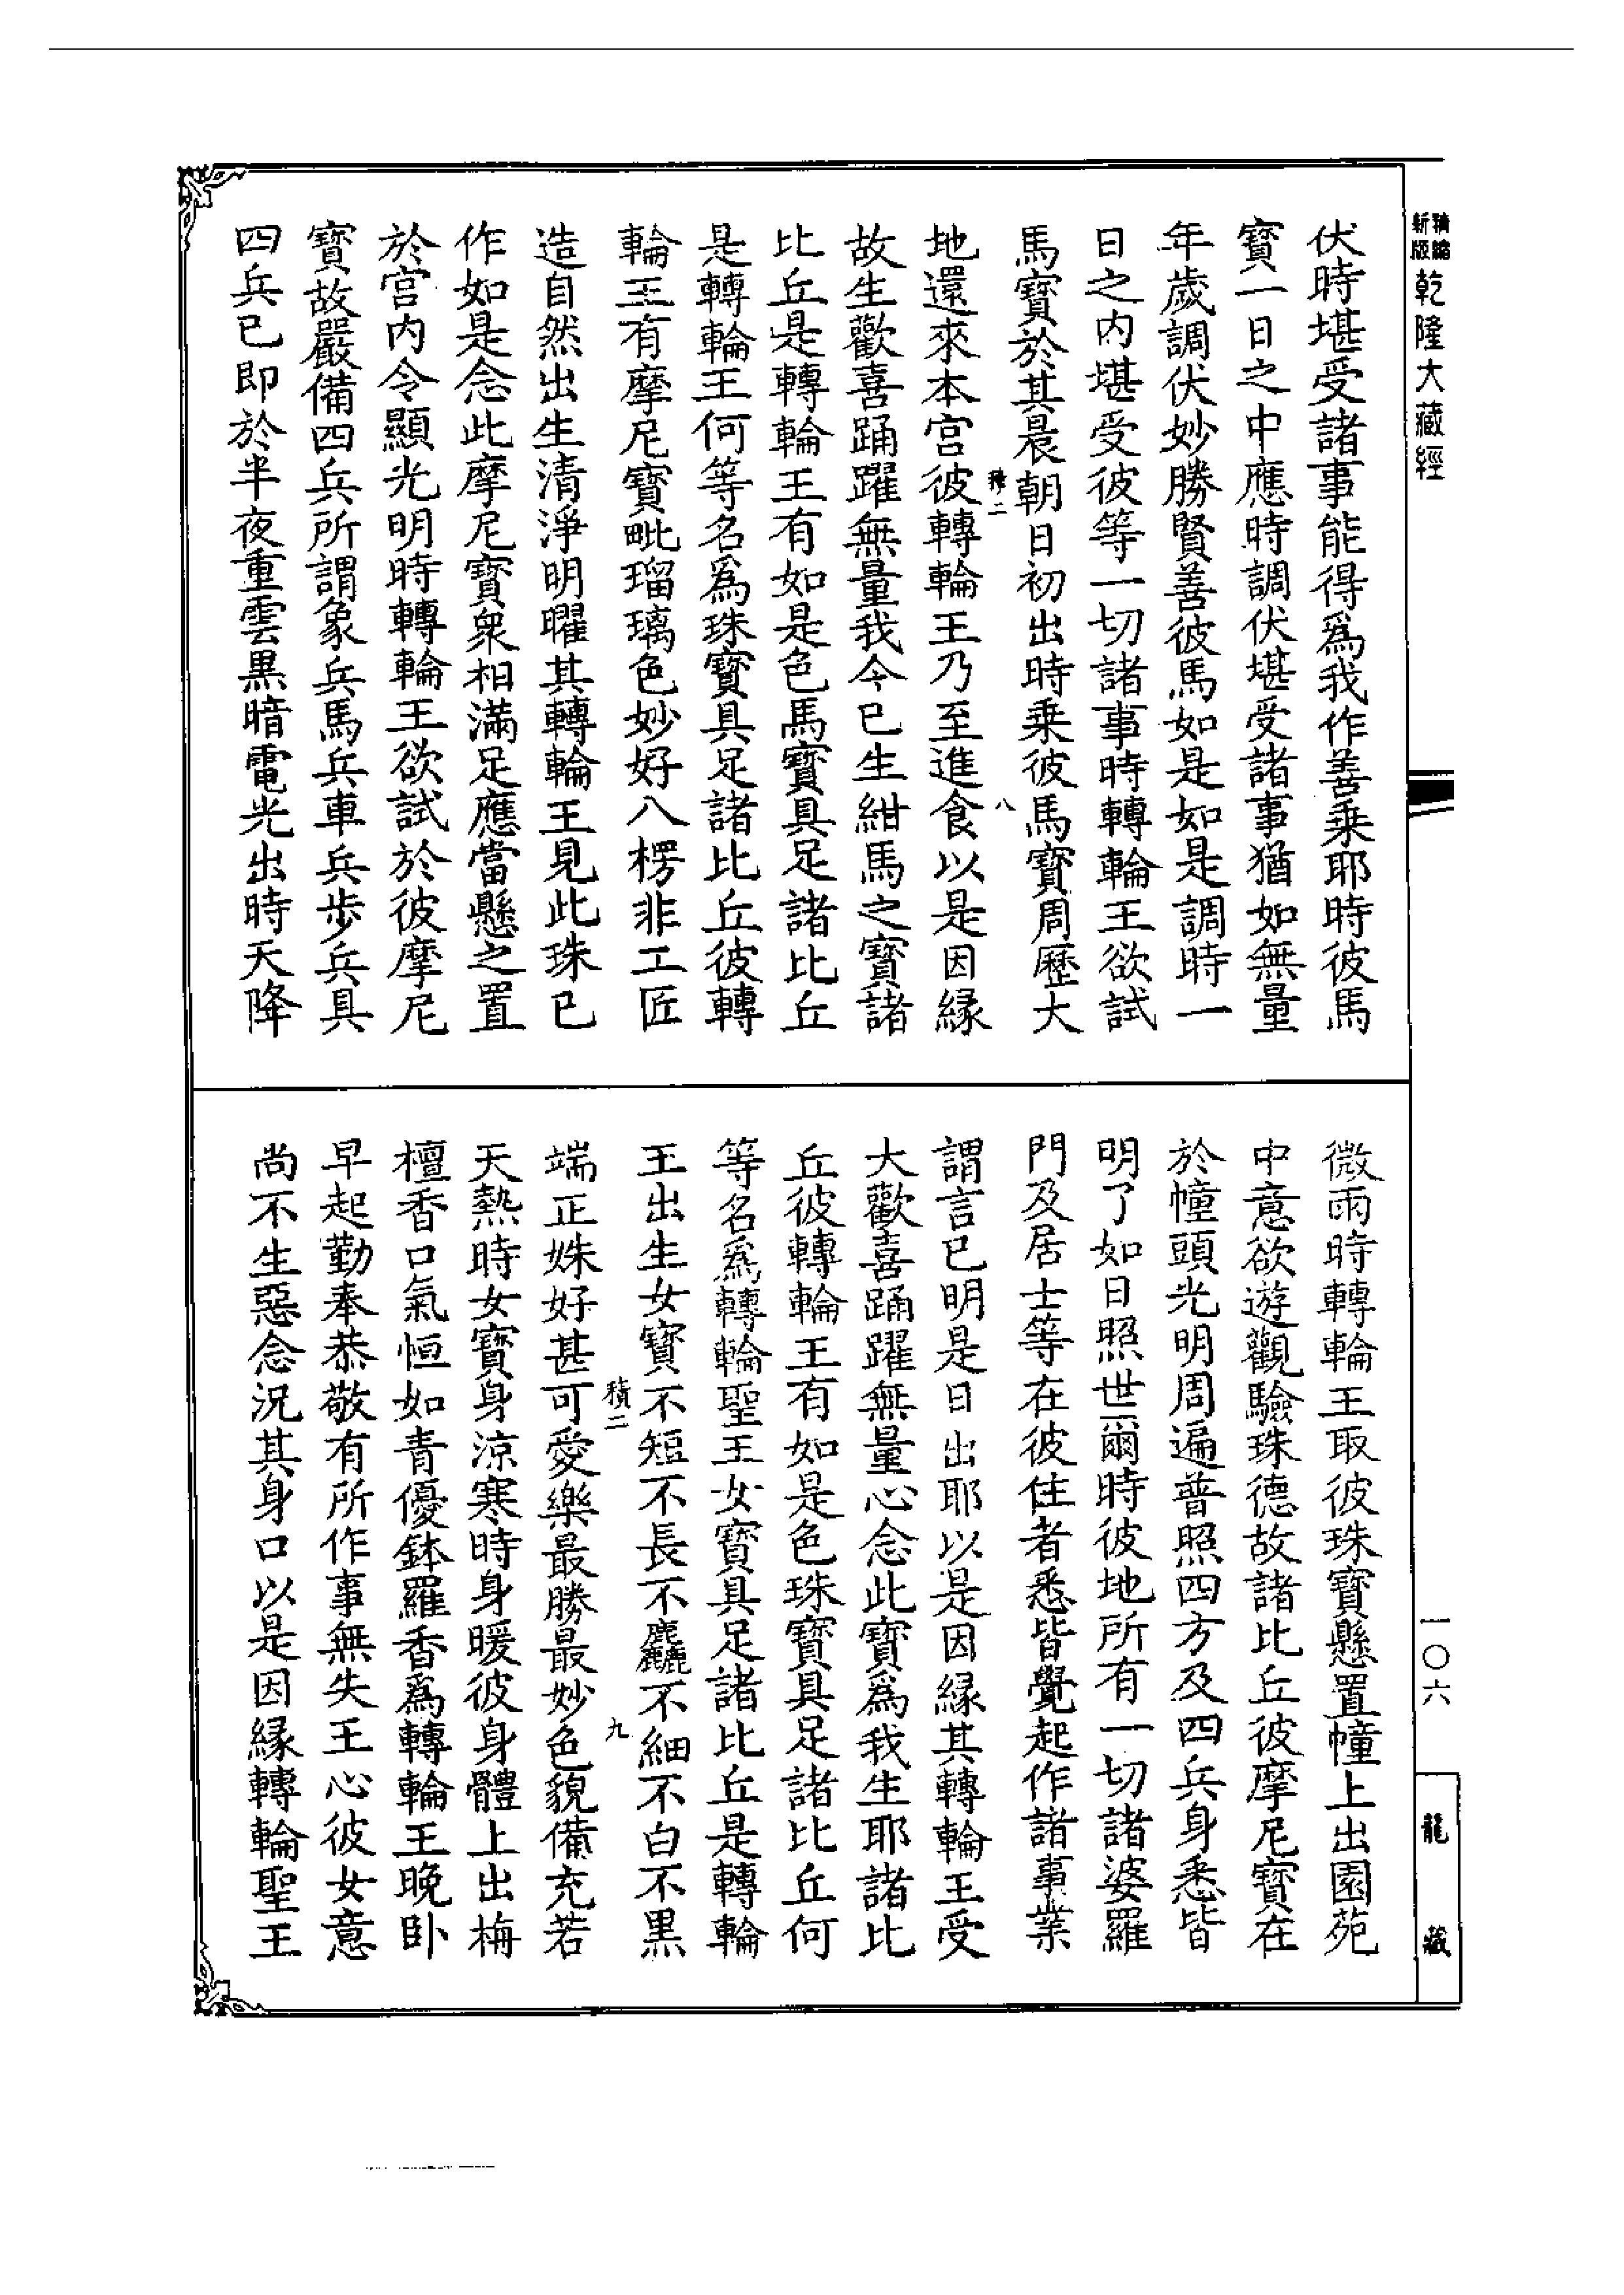 精縮
新版
乾隆大藏經
伏時堪受諸事能得爲我作善乘耶時彼馬
寶一日之中應時調伏堪受諸事猶如無量
年歲調伏妙勝賢善彼馬如是如是調時一
日之內堪受彼等一切諸事時轉輪王欲試
馬寶於其晨朝日初出時乘彼馬寶周歷大
積二
八
地還來本宮彼轉輪王乃至進食以是因緣
故生歡喜踊躍無量我今已生紺馬之寶諸
比丘是轉輪王有如是色馬寶具足諸比丘
是轉輪王何等名爲珠寶具足諸比丘彼轉
輪王有摩尼寶毗瑠璃色妙好八楞非工匠
造自然出生清淨明曜其轉輪王見此珠已
作如是念此摩尼寶衆相滿足應當懸之置
於宮內令顯光明時轉輪王欲試於彼摩尼
寶故嚴備四兵所謂象兵馬兵車兵步兵具
四兵已即於半夜重雲黑暗電光出時天降
微雨時轉輪王取彼珠寶懸置幢上出園苑
中意欲遊觀驗珠德故諸比丘彼摩尼寶在
於幢頭光明周遍普照四方及四兵身悉皆
明了如日照世爾時彼地所有一切諸婆羅
門及居士等在彼住者悉皆覺起作諸事業
謂言已明是日出耶以是因緣其轉輪王受
大歡喜踊躍無量心念此寶爲我生耶諸比
丘彼轉輪王有如是色珠寶具足諸比丘何
等名爲轉輪聖王女寶具足諸比丘是轉輪
王出生女寶不短不長不麤不細不白不黑
積二
九
端正姝好甚可愛樂最勝最妙色貌備充若
天熱時女寶身涼寒時身暖彼身體上出栴
檀香口氣恒如青優鉢羅香爲轉輪王晚卧
早起勤奉恭敬有所作事無失王心彼女意
尚不生惡念況其身口以是因緣轉輪聖王
一〇六
龍藏